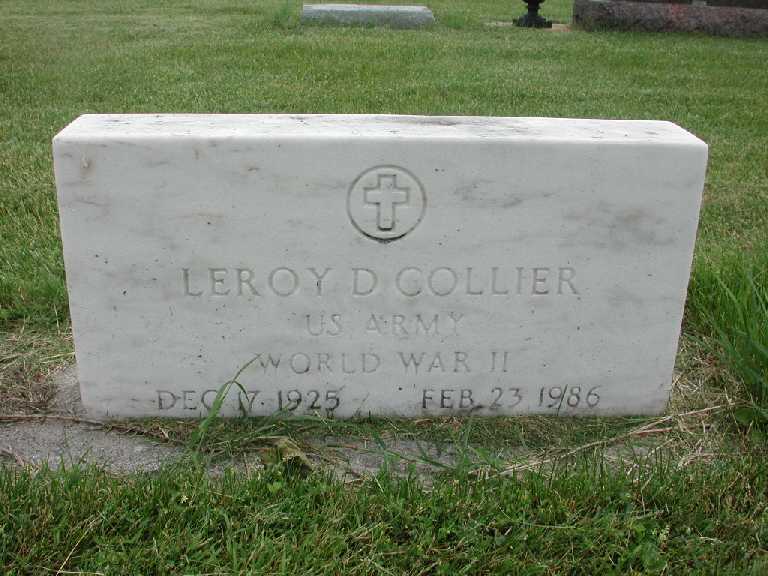 LEROY D COLLIER
US ARMY
WORLD WAR II
DEC 17 1925 FEB 23 1986